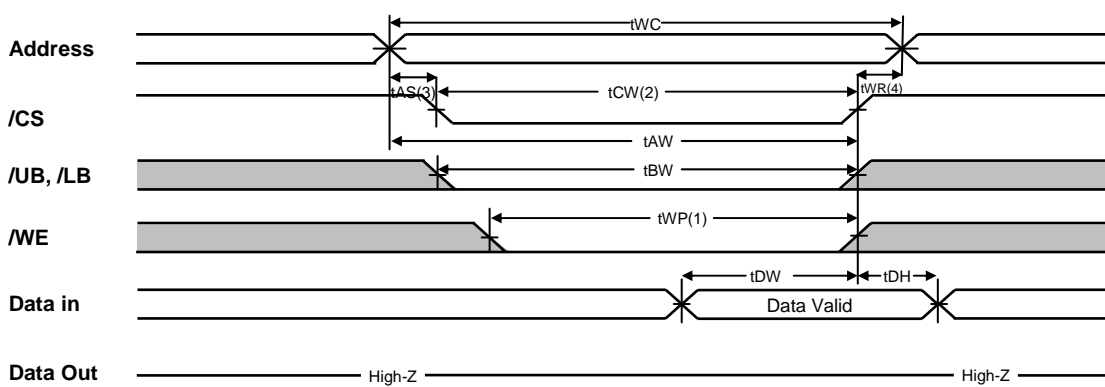 tWC
Address
tAS(3)
tCW(2)
tWR(4)
/CS
tAW
/UB, /LB
tBW
tWP(1)
/WE
tDW
tDH
Data in
Data Valid
Data Out
High-Z
High-Z